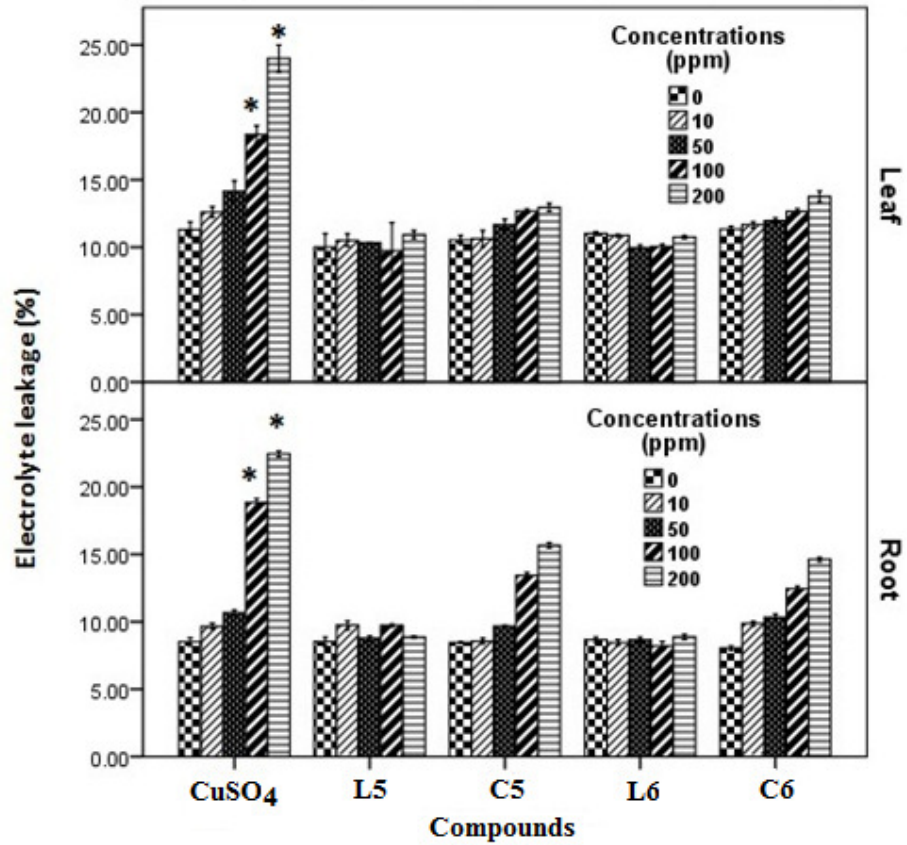 Electrolyte leakage (%)
25.00
20.00
15.00
10.00
5.00
0.00
*
*
Concentrations
(ppm)
0
10
50
100
200
Leaf
25.00
20.00
15.00
10.00
5.00
0.00
*
*
Concentrations
(ppm)
0
10
50
100
200
Root
CuSO4 L5 C5 L6 C6
Compounds